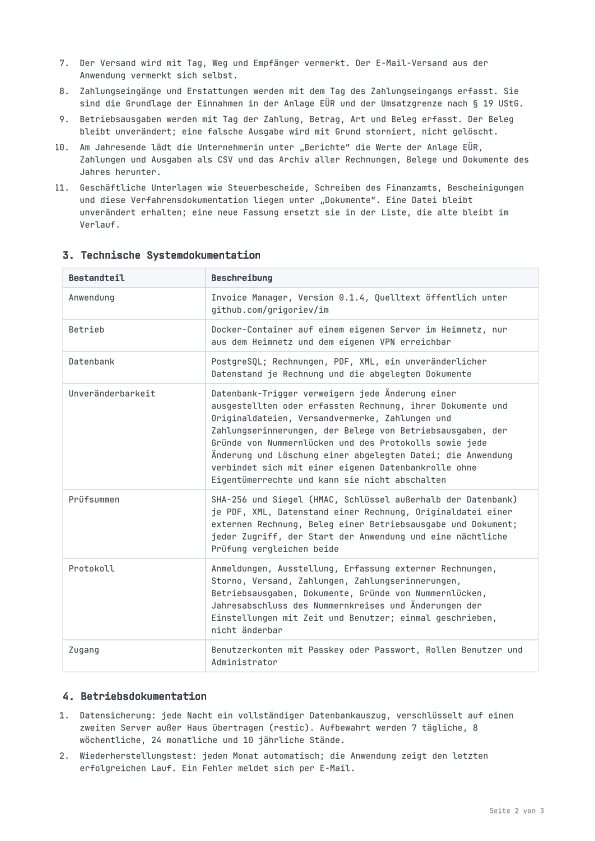 7. Der Versand wird mit Tag, Weg und Empfänger vermerkt. Der E-Mail-Versand aus der
Anwendung vermerkt sich selbst.
8. Zahlungseingänge und Erstattungen werden mit dem Tag des Zahlungseingangs erfasst. Sie
sind die Grundlage der Einnahmen in der Anlage EÜR und der Umsatzgrenze nach § 19 UStG.
9. Betriebsausgaben werden mit Tag der Zahlung, Betrag, Art und Beleg erfasst. Der Beleg
bleibt unverändert; eine falsche Ausgabe wird mit Grund storniert, nicht gelöscht.
10. Am Jahresende lädt die Unternehmerin unter „Berichte“ die Werte der Anlage EÜR,
Zahlungen und Ausgaben als CSV und das Archiv aller Rechnungen, Belege und Dokumente des
Jahres herunter.
11. Geschäftliche Unterlagen wie Steuerbescheide, Schreiben des Finanzamts, Bescheinigungen
und diese Verfahrensdokumentation liegen unter „Dokumente“. Eine Datei bleibt
unverändert erhalten; eine neue Fassung ersetzt sie in der Liste, die alte bleibt im
Verlauf.
3. Technische Systemdokumentation
Bestandteil Beschreibung
Anwendung Invoice Manager, Version 0.1.4, Quelltext öffentlich unter
github.com/grigoriev/im
Betrieb Docker-Container auf einem eigenen Server im Heimnetz, nur
aus dem Heimnetz und dem eigenen VPN erreichbar
Datenbank PostgreSQL; Rechnungen, PDF, XML, ein unveränderlicher
Datenstand je Rechnung und die abgelegten Dokumente
Unveränderbarkeit Datenbank-Trigger verweigern jede Änderung einer
ausgestellten oder erfassten Rechnung, ihrer Dokumente und
Originaldateien, Versandvermerke, Zahlungen und
Zahlungserinnerungen, der Belege von Betriebsausgaben, der
Gründe von Nummernlücken und des Protokolls sowie jede
Änderung und Löschung einer abgelegten Datei; die Anwendung
verbindet sich mit einer eigenen Datenbankrolle ohne
Eigentümerrechte und kann sie nicht abschalten
Prüfsummen SHA-256 und Siegel (HMAC, Schlüssel außerhalb der Datenbank)
je PDF, XML, Datenstand einer Rechnung, Originaldatei einer
externen Rechnung, Beleg einer Betriebsausgabe und Dokument;
jeder Zugriff, der Start der Anwendung und eine nächtliche
Prüfung vergleichen beide
Protokoll Anmeldungen, Ausstellung, Erfassung externer Rechnungen,
Storno, Versand, Zahlungen, Zahlungserinnerungen,
Betriebsausgaben, Dokumente, Gründe von Nummernlücken,
Jahresabschluss des Nummernkreises und Änderungen der
Einstellungen mit Zeit und Benutzer; einmal geschrieben,
nicht änderbar
Zugang Benutzerkonten mit Passkey oder Passwort, Rollen Benutzer und
Administrator
4. Betriebsdokumentation
1. Datensicherung: jede Nacht ein vollständiger Datenbankauszug, verschlüsselt auf einen
zweiten Server außer Haus übertragen (restic). Aufbewahrt werden 7 tägliche, 8
wöchentliche, 24 monatliche und 10 jährliche Stände.
2. Wiederherstellungstest: jeden Monat automatisch; die Anwendung zeigt den letzten
erfolgreichen Lauf. Ein Fehler meldet sich per E-Mail.
Seite 2 von 3